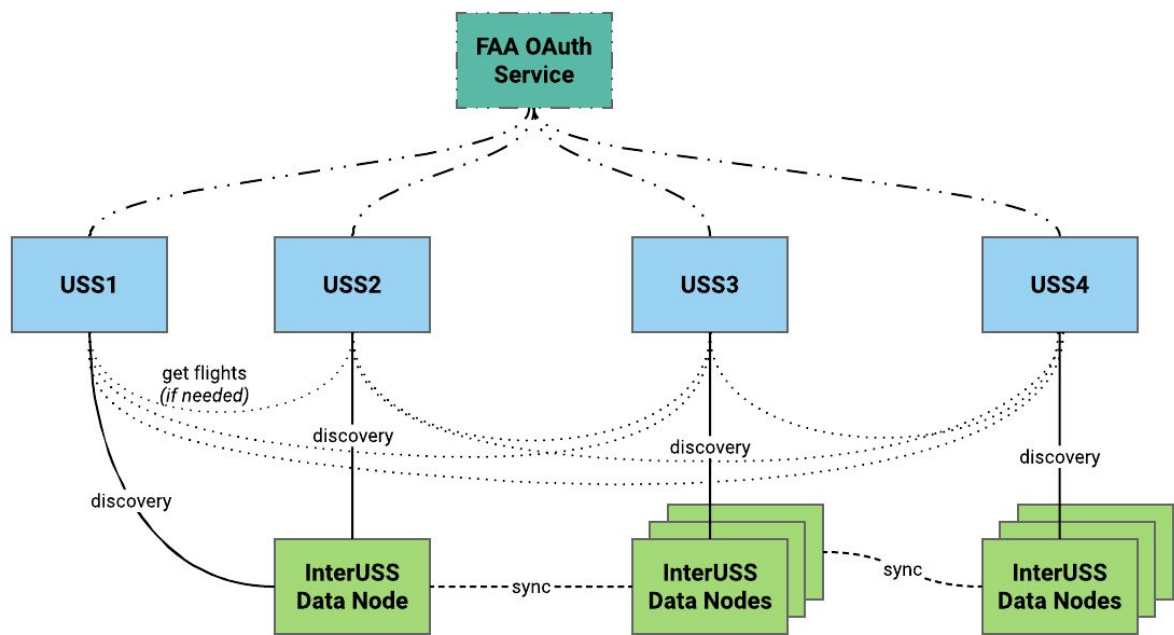 FAA OAuth
Service
USS1
USS2
USS3
USS4
get flights
(if needed)
discovery
discovery
discovery
discovery
InterUSS
Data Node
sync
InterUSS
Data Nodes
sync
InterUSS
Data Nodes